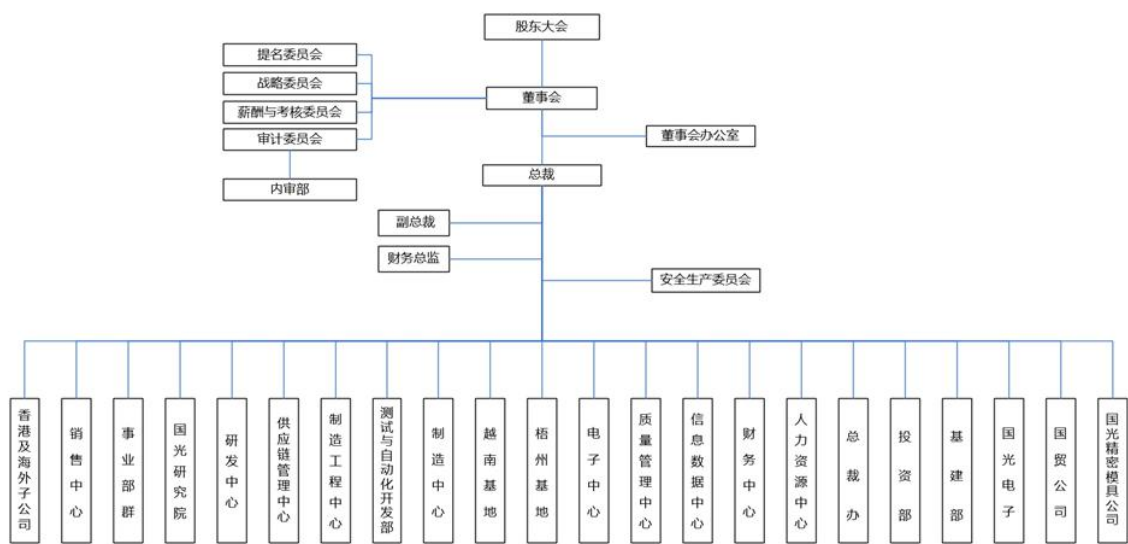 股东大会
提名委员会
战略委员会
董事会
薪酬与考核委员会
审计委员会
董事会办公室
总裁
内审部
副总裁
财务总监
安全生产委员会
香港及海外子公司
销售中心
事业部群
国光研究院
研发中心
供应链管理中心
制造工程中心
测试与自动化开发部
制造中心
越南基地
梧州基地
电子中心
质量管理中心
信息数据中心
财务中心
人力资源中心
总裁办
投资部
基建部
国光电子
国贸公司
国光精密模具公司